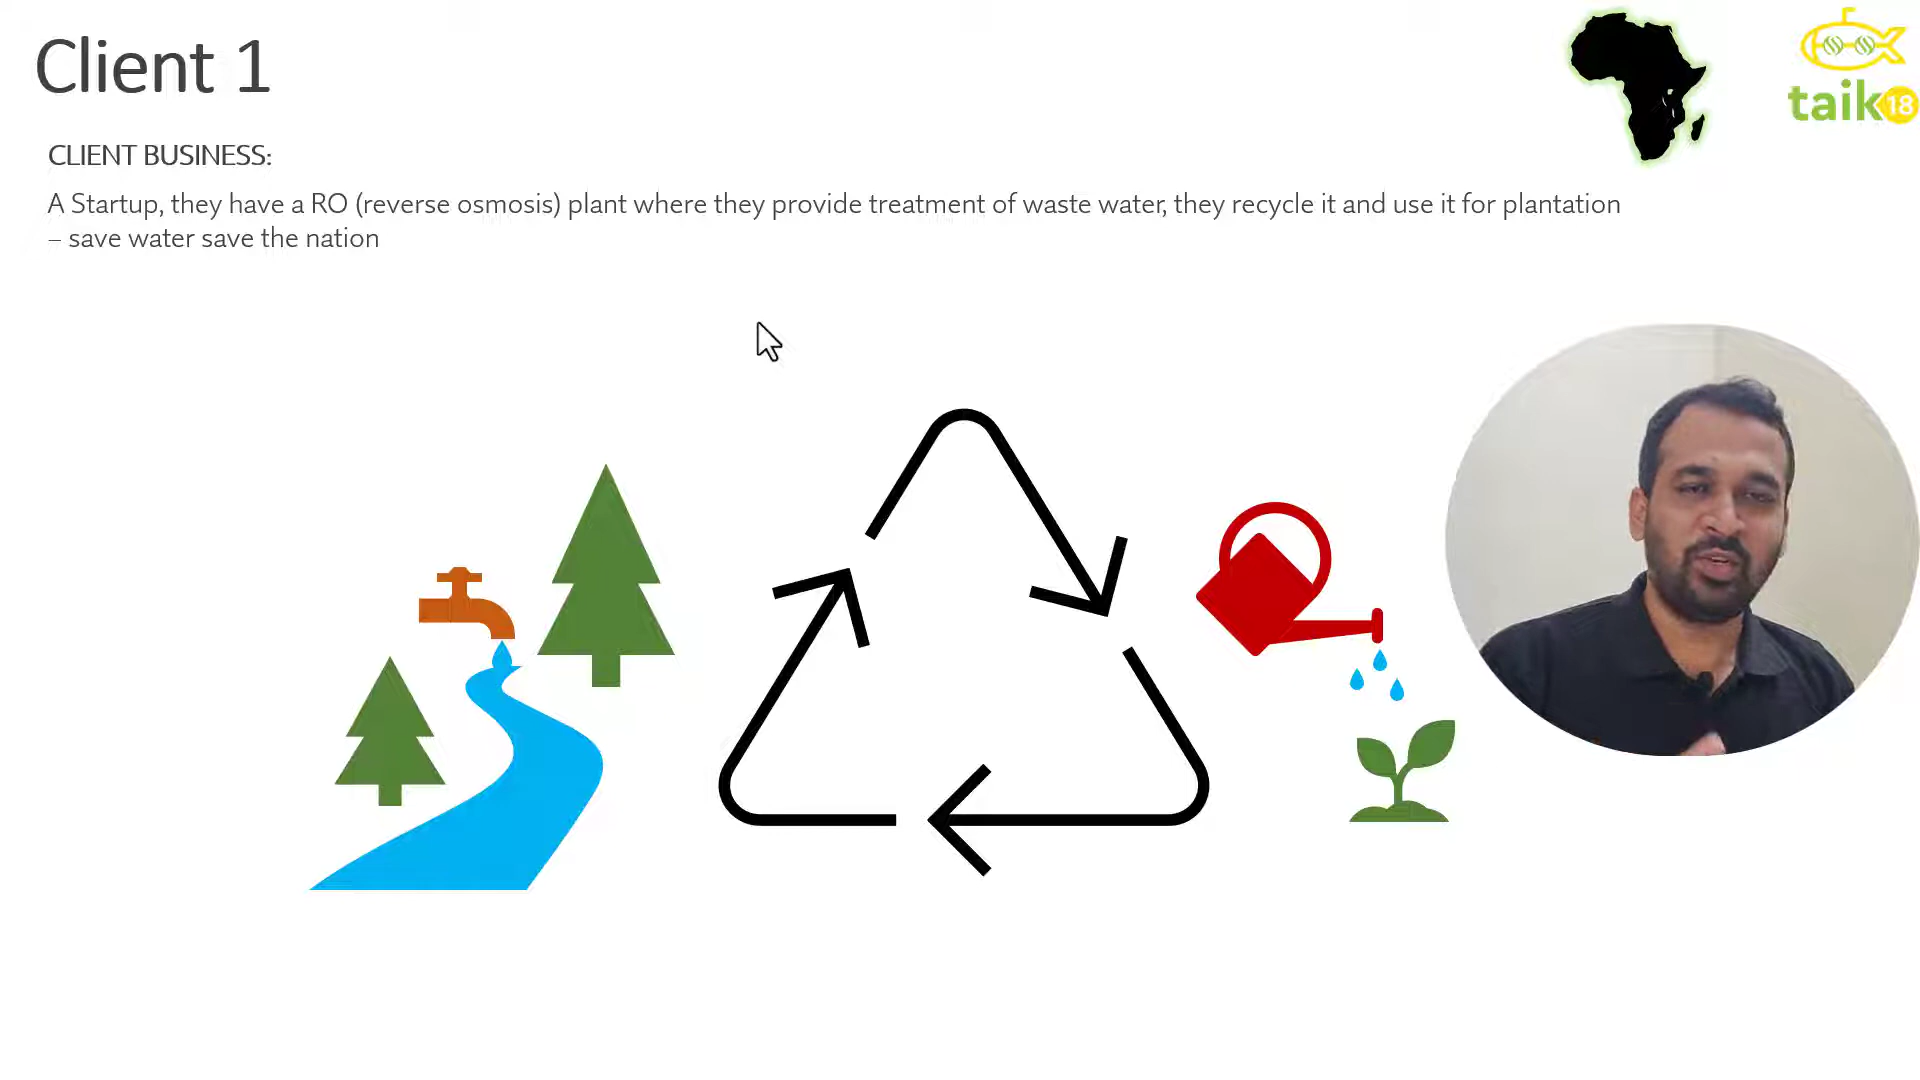 Client 1
taik18
CLIENT BUSINESS:
A Startup, they have a RO (reverse osmosis) plant where they provide treatment of waste water, they recycle it and use it for plantation
– save water save the nation